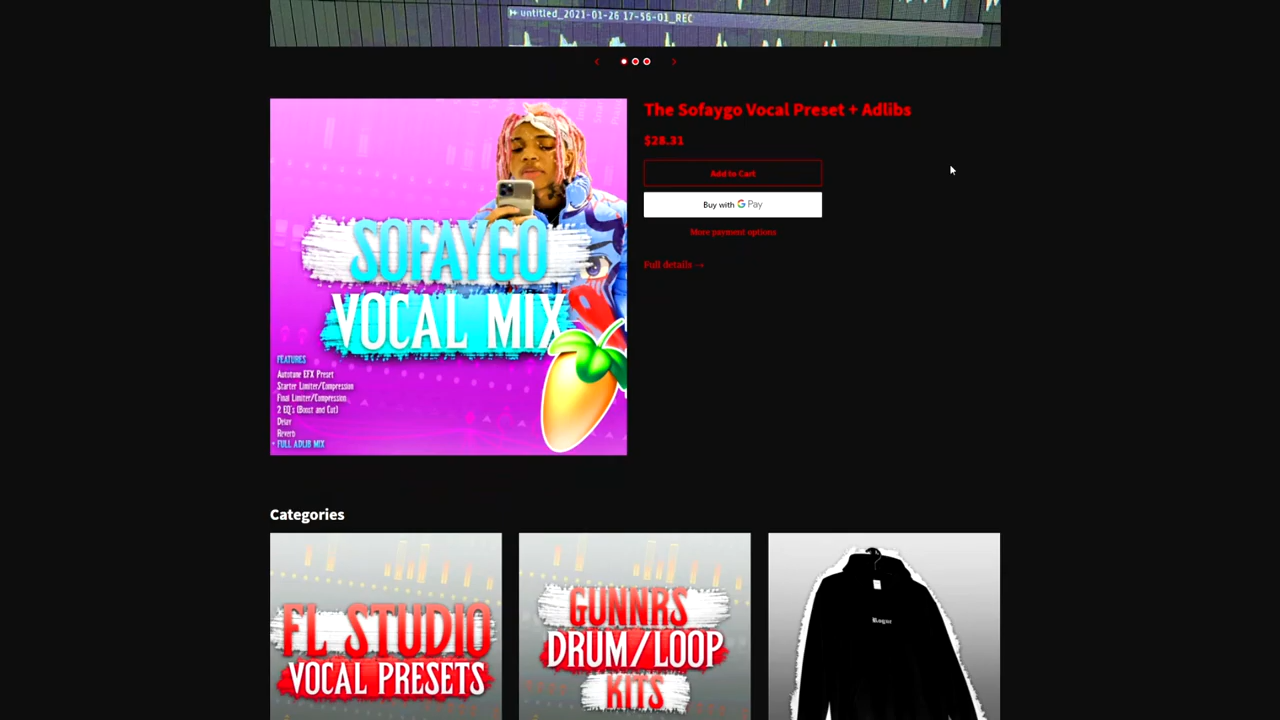 untitled_2021-01-26 17-56-01_REC
The Sofaygo Vocal Preset + Adlibs
$28.31
Add to Cart
Buy with G Pay
More payment options
Full details →
SOFAYGO
VOCAL MIX
FEATURES
Autotune EFX Preset
Starter Limiter/Compression
Final Limiter/Compression
2 EQ's (Boost and Cut)
Delay
Reverb
+ FULL ADLIB MIX
Categories
FL STUDIO
VOCAL PRESETS
GUNNRS
DRUM/LOOP
KITS